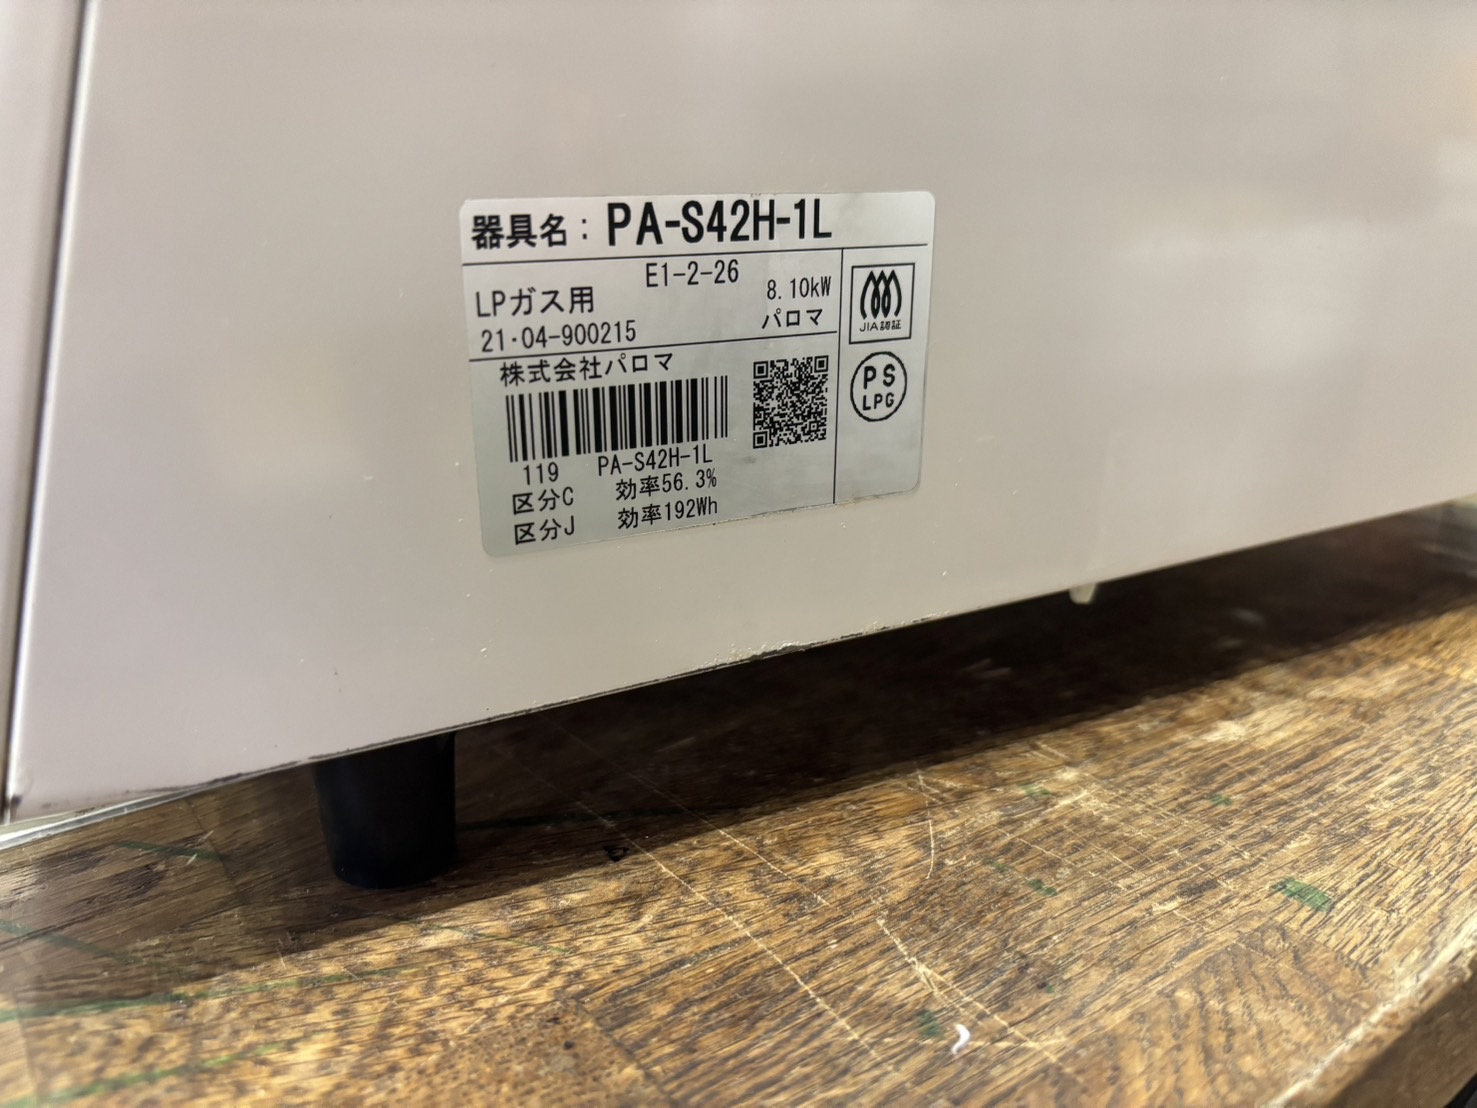 器具名：PA-S42H-1L
E1-2-26
LPガス用 8.10kW
21・04-900215 パロマ
株式会社パロマ
119 PA-S42H-1L
区分C 効率56.3%
区分J 効率192Wh
JIA認証
PS
LPG